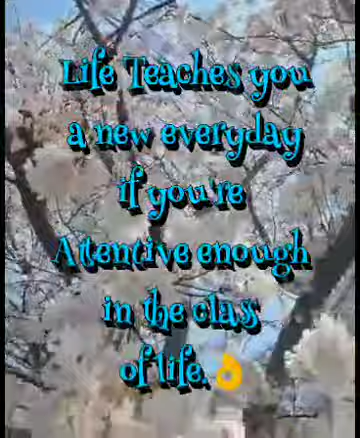 Life Teaches you
a new everyday
if you're
Attentive enough
in the class
of life.👌